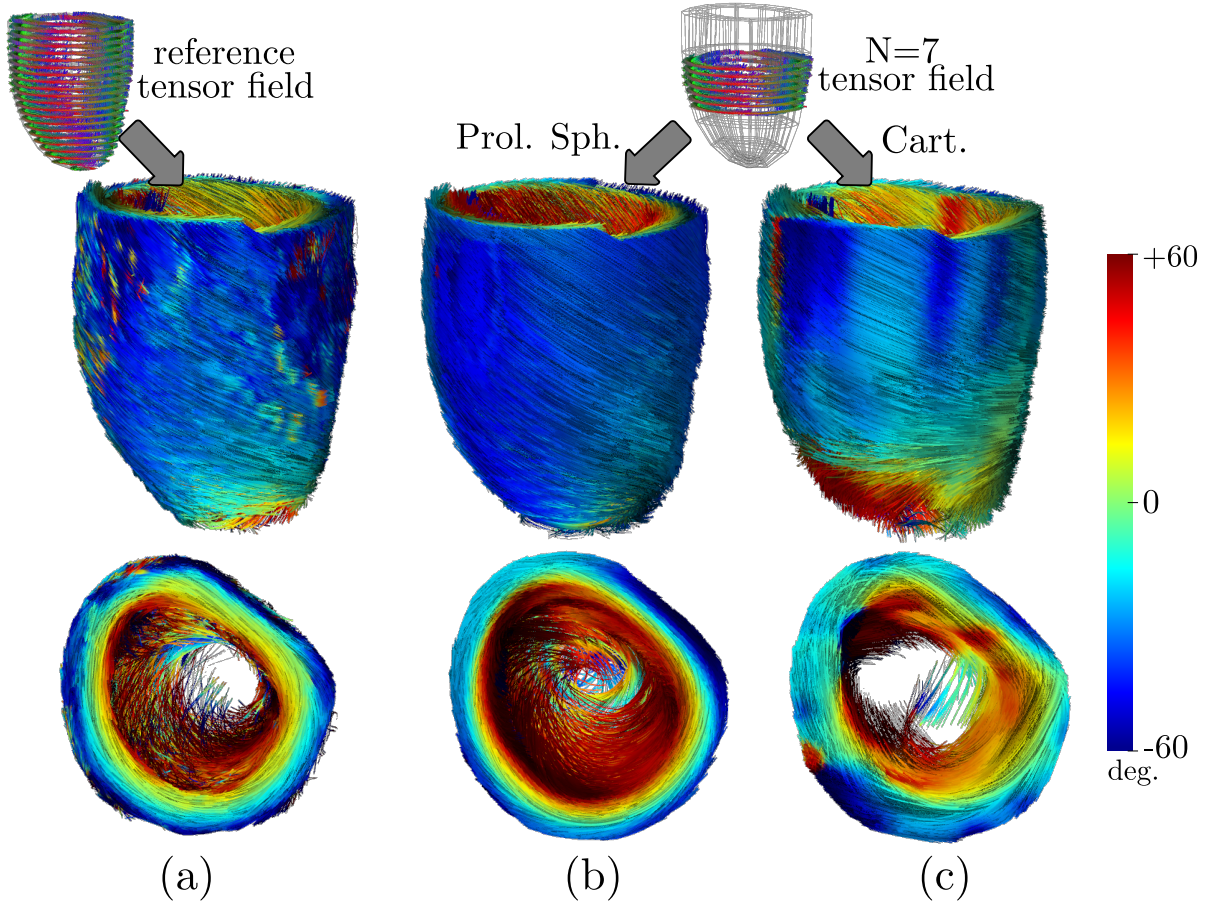 reference
tensor field
N=7
tensor field
Prol. Sph.
Cart.
+60
0
-60
deg.
(a)
(b)
(c)